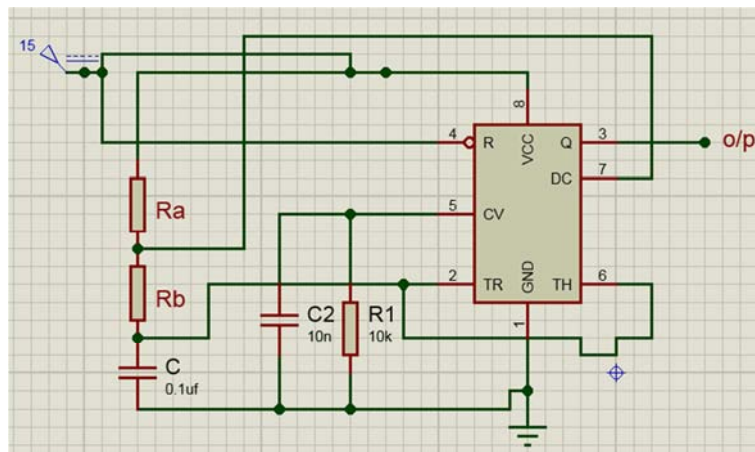 15
8
4
R
VCC
Q
3
o/p
DC
7
Ra
5
CV
Rb
2
TR
GND
TH
6
C2
10n
R1
10k
1
C
0.1uf